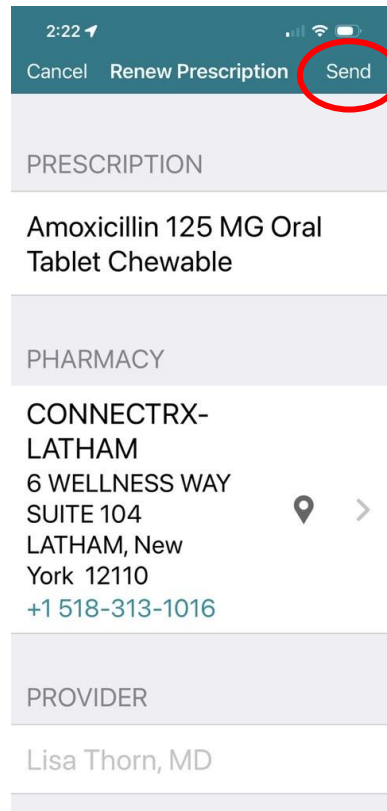 2:22
Cancel Renew Prescription Send
PRESCRIPTION
Amoxicillin 125 MG Oral
Tablet Chewable
PHARMACY
CONNECTRX-
LATHAM
6 WELLNESS WAY
SUITE 104
LATHAM, New
York 12110
+1 518-313-1016
PROVIDER
Lisa Thorn, MD